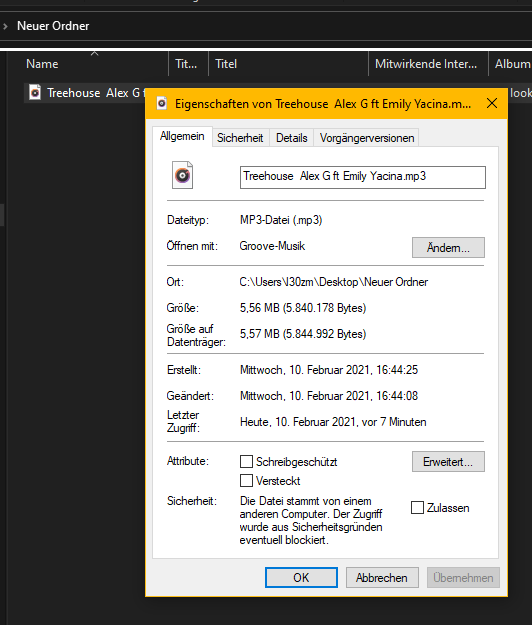 Neuer Ordner
Name Tit... Titel Mitwirkende Inter... Album
Treehouse Alex G f look
Eigenschaften von Treehouse Alex G ft Emily Yacina.m...
Allgemein Sicherheit Details Vorgängerversionen
Treehouse Alex G ft Emily Yacina.mp3
Dateityp: MP3-Datei (.mp3)
Öffnen mit: Groove-Musik Ändern...
Ort: C:\Users\l30zm\Desktop\Neuer Ordner
Größe: 5,56 MB (5.840.178 Bytes)
Größe auf
Datenträger: 5,57 MB (5.844.992 Bytes)
Erstellt: Mittwoch, 10. Februar 2021, 16:44:25
Geändert: Mittwoch, 10. Februar 2021, 16:44:08
Letzter
Zugriff: Heute, 10. Februar 2021, vor 7 Minuten
Attribute: Schreibgeschützt Erweitert...
Versteckt
Sicherheit: Die Datei stammt von einem
anderen Computer. Der Zugriff Zulassen
wurde aus Sicherheitsgründen
eventuell blockiert.
OK Abbrechen Übernehmen